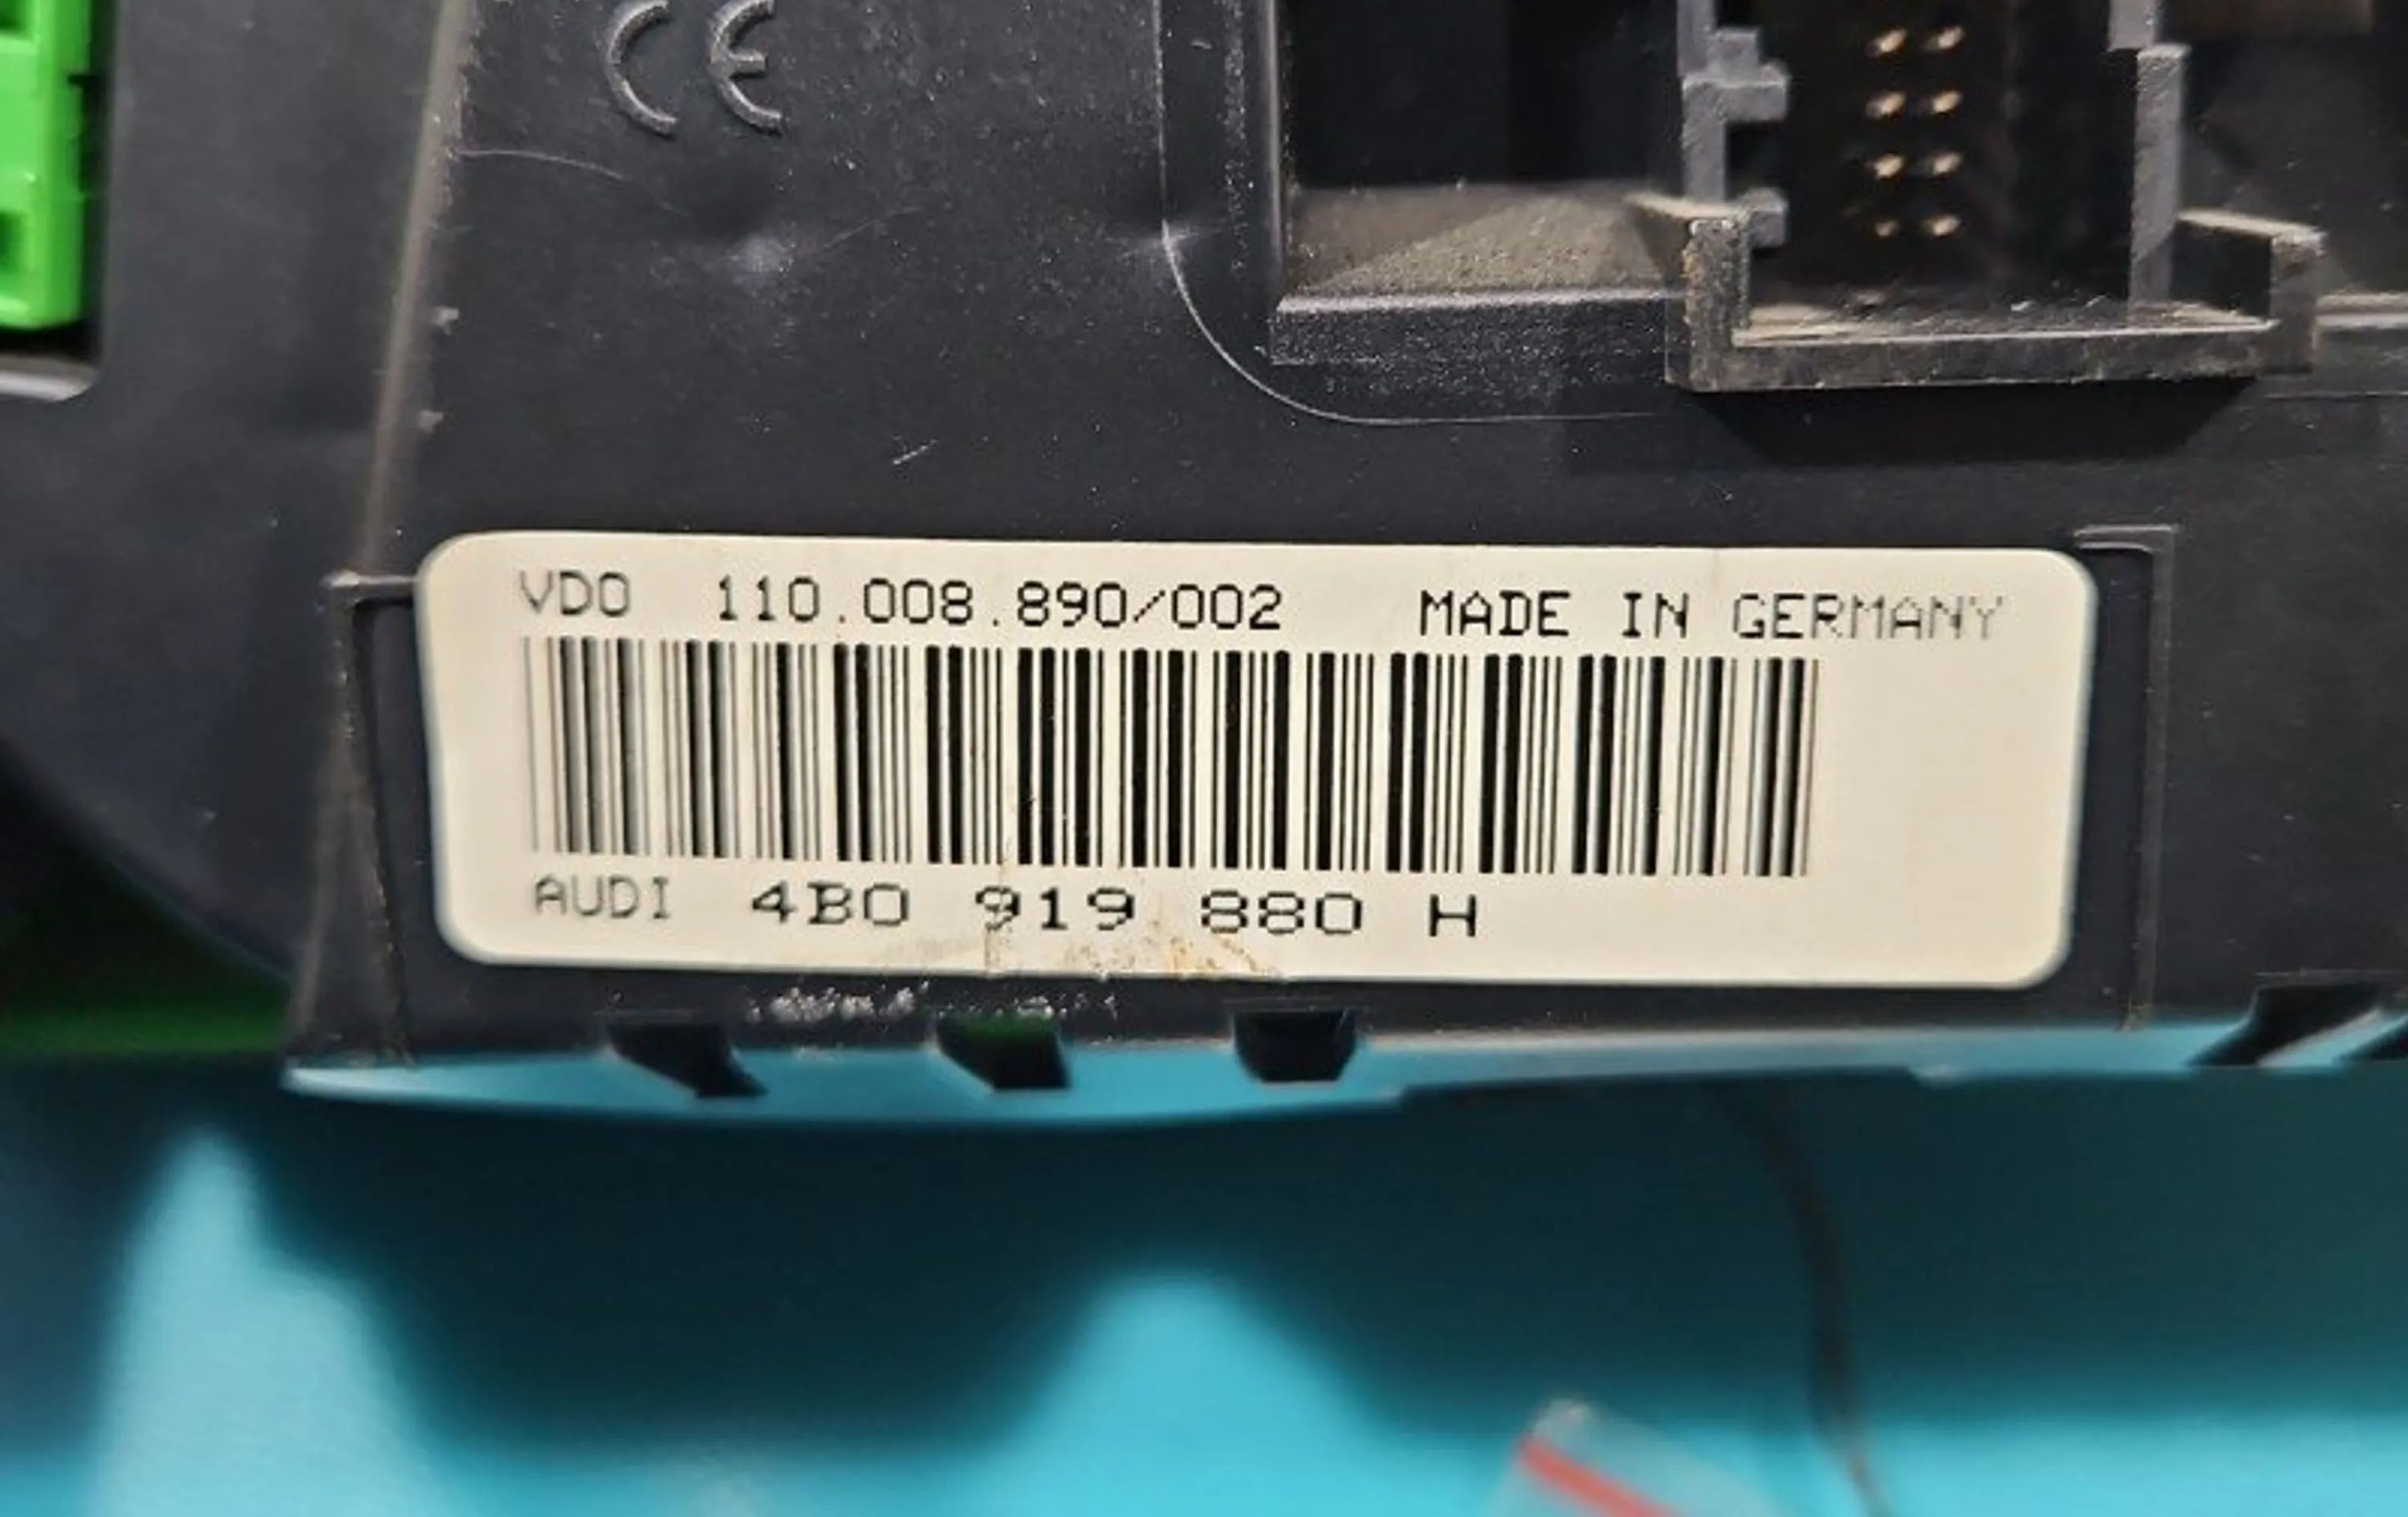 CE
VDO 110.008.890/002 MADE IN GERMANY
AUDI 4B0 919 880 H